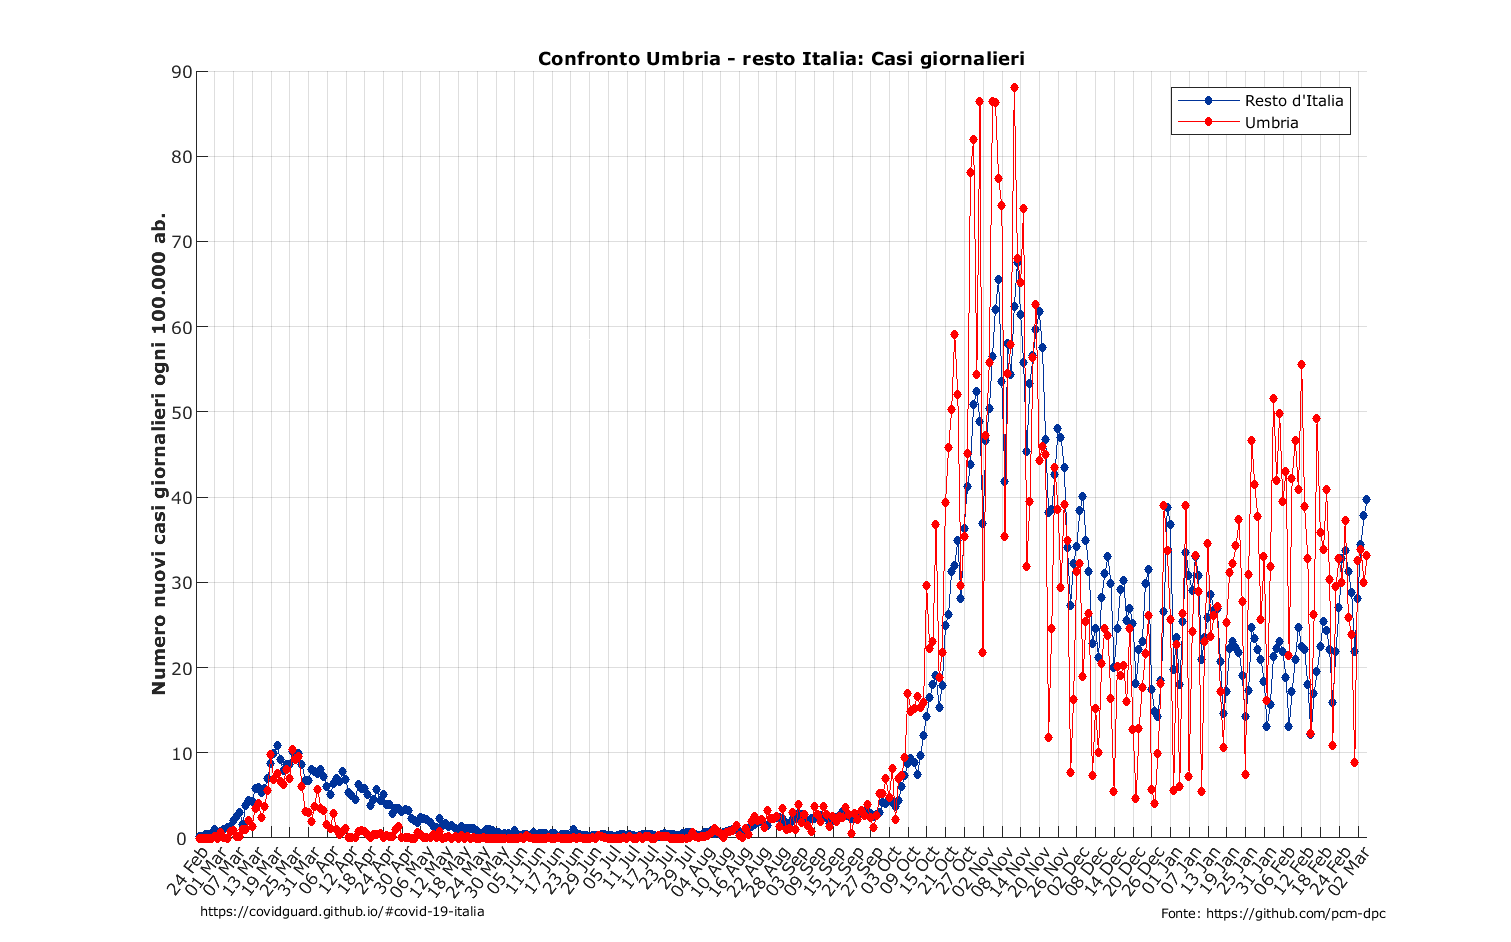 Confronto Umbria - resto Italia: Casi giornalieri
Numero nuovi casi giornalieri ogni 100.000 ab.
90
80
70
60
50
40
30
20
10
0
Resto d'Italia
Umbria
24 Feb
01 Mar
07 Mar
13 Mar
19 Mar
25 Mar
31 Mar
06 Apr
12 Apr
18 Apr
24 Apr
30 Apr
06 May
12 May
18 May
24 May
30 May
05 Jun
11 Jun
17 Jun
23 Jun
29 Jun
05 Jul
11 Jul
17 Jul
23 Jul
29 Jul
04 Aug
10 Aug
16 Aug
22 Aug
28 Aug
03 Sep
09 Sep
15 Sep
21 Sep
27 Sep
03 Oct
09 Oct
15 Oct
21 Oct
27 Oct
02 Nov
08 Nov
14 Nov
20 Nov
26 Nov
02 Dec
08 Dec
14 Dec
20 Dec
26 Dec
01 Jan
07 Jan
13 Jan
19 Jan
25 Jan
31 Jan
06 Feb
12 Feb
18 Feb
24 Feb
02 Mar
https://covidguard.github.io/#covid-19-italia
Fonte: https://github.com/pcm-dpc